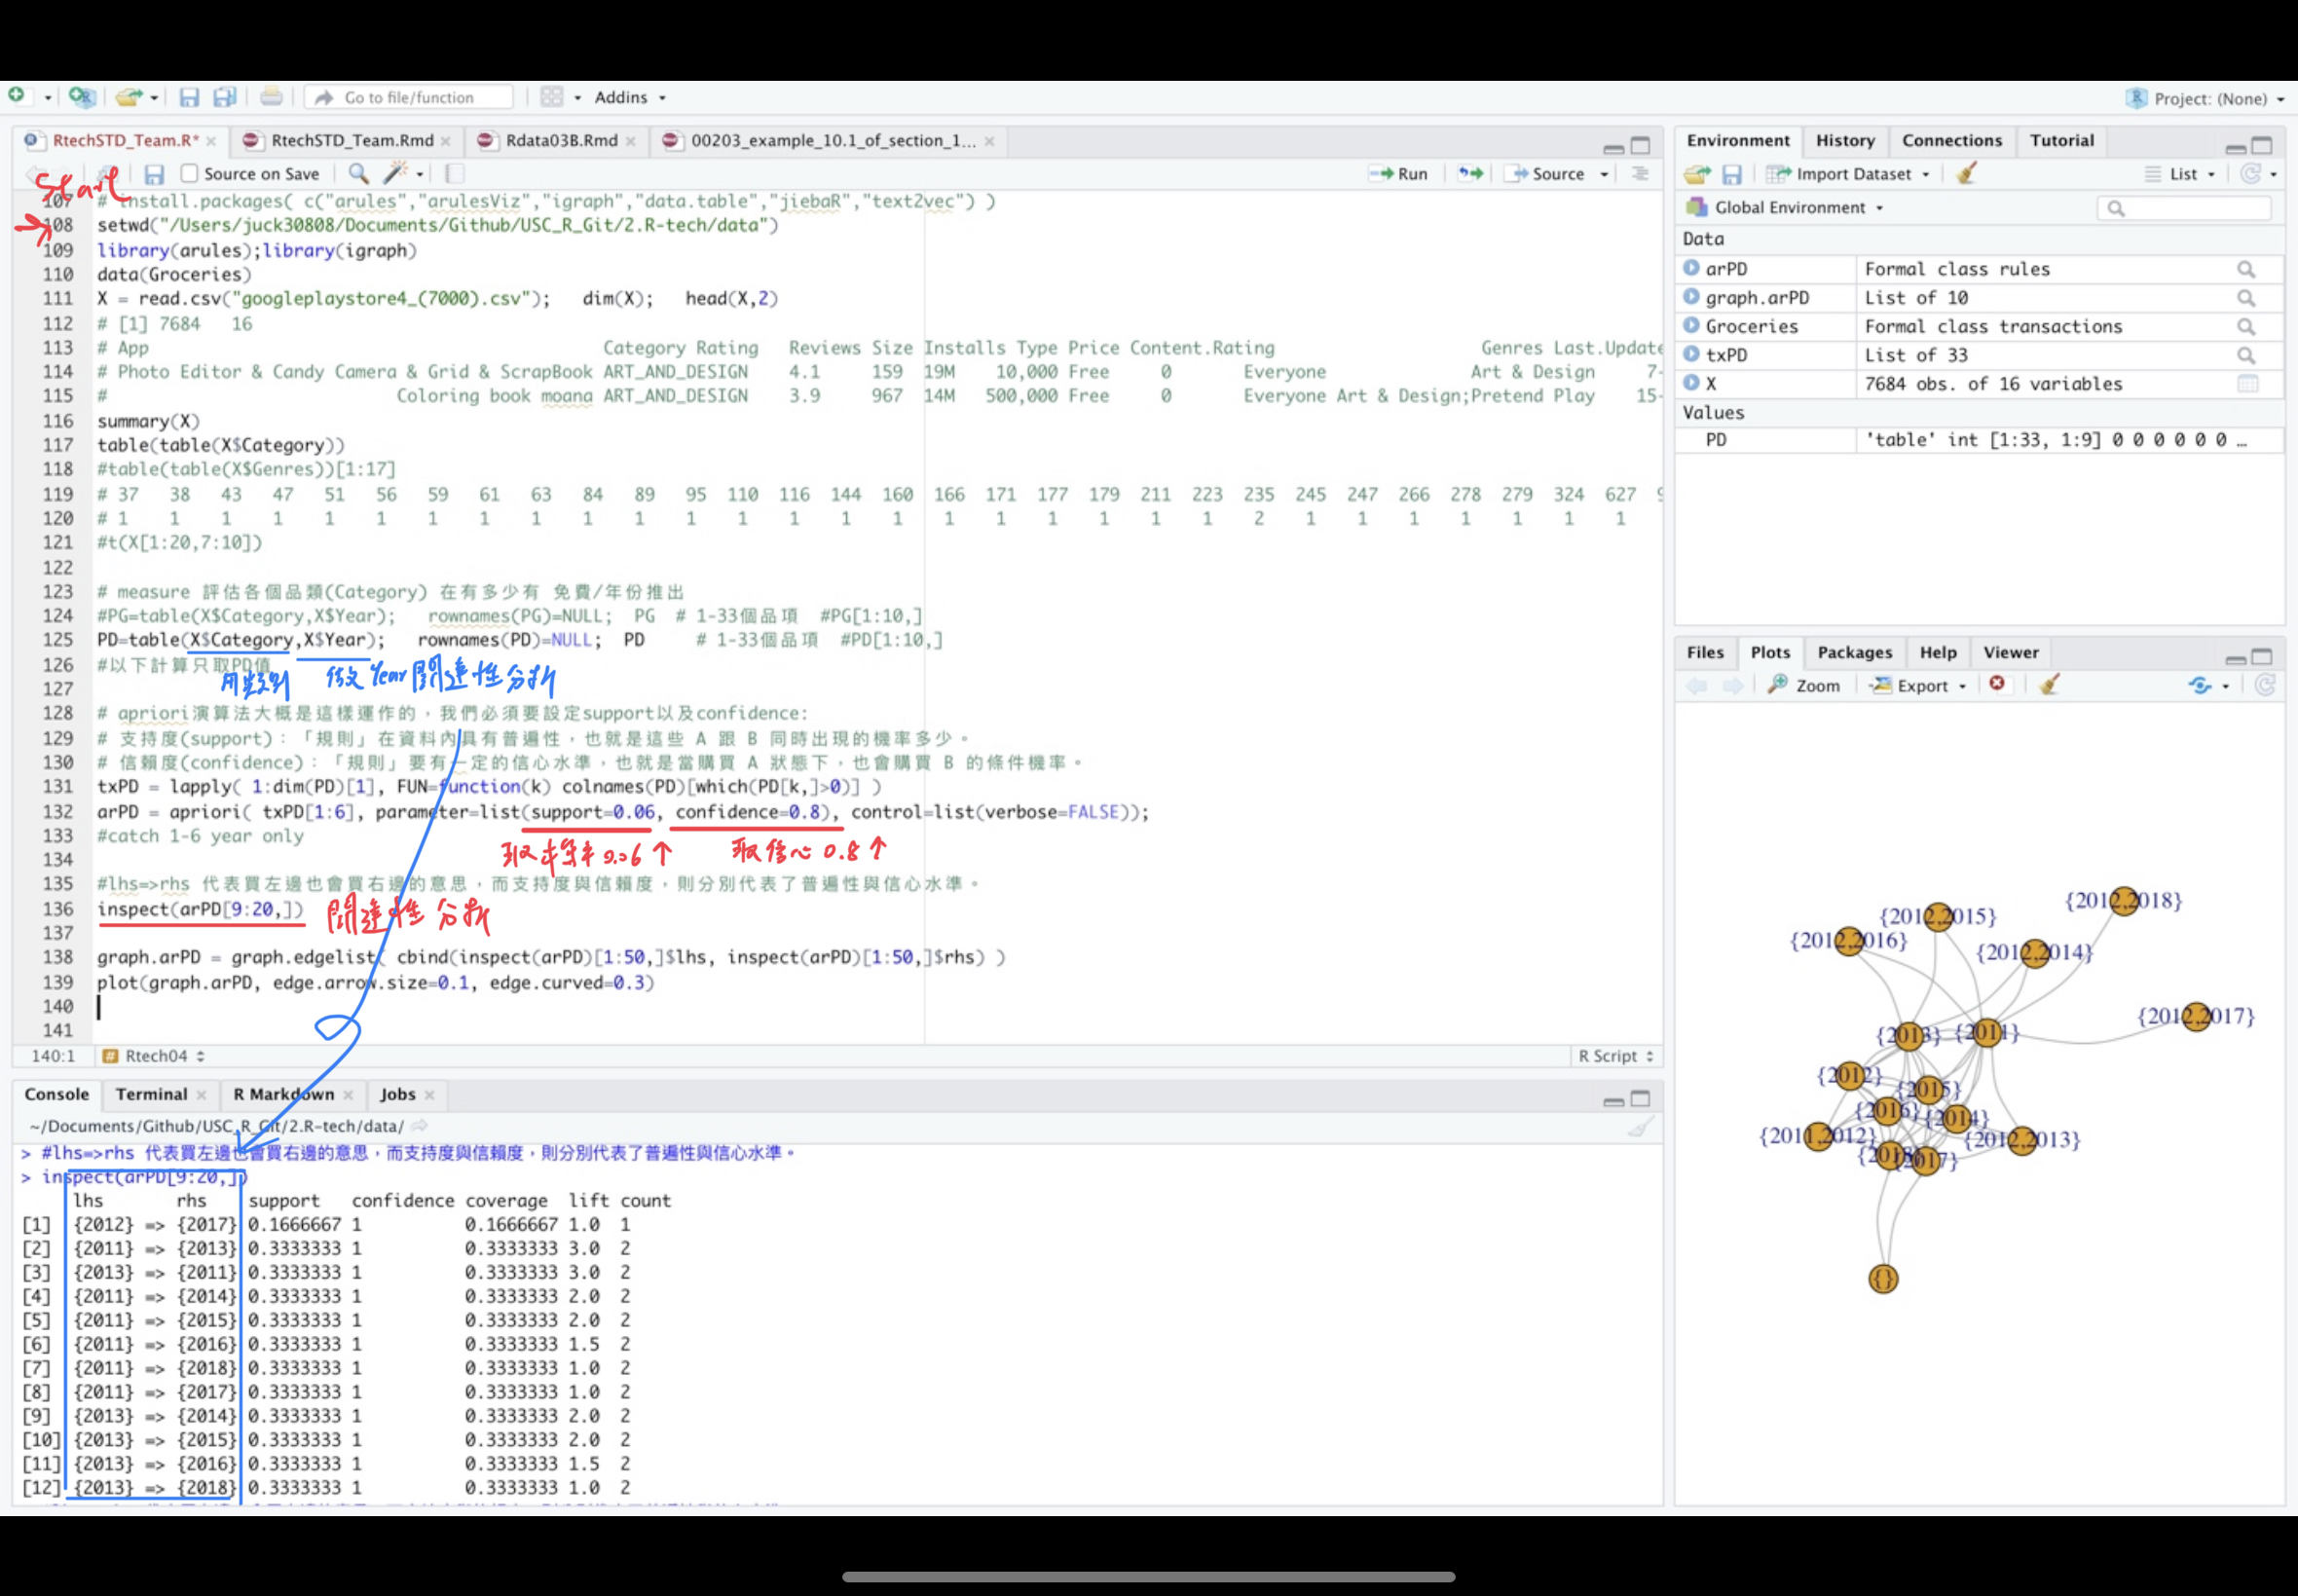 Go to file/function Addins Project: (None)
RtechSTD_Team.R* RtechSTD_Team.Rmd Rdata03B.Rmd 00203_example_10.1_of_section_1...
Source on Save Run Source
Start
107 # install.packages( c("arules","arulesViz","igraph","data.table","jiebaR","text2vec") )
108 setwd("/Users/juck30808/Documents/Github/USC_R_Git/2.R-tech/data")
109 library(arules);library(igraph)
110 data(Groceries)
111 X = read.csv("googleplaystore4_(7000).csv"); dim(X); head(X,2)
112 # [1] 7684 16
113 # App Category Rating Reviews Size Installs Type Price Content.Rating Genres Last.Update
114 # Photo Editor & Candy Camera & Grid & ScrapBook ART_AND_DESIGN 4.1 159 19M 10,000 Free 0 Everyone Art & Design 7-
115 # Coloring book moana ART_AND_DESIGN 3.9 967 14M 500,000 Free 0 Everyone Art & Design;Pretend Play 15-
116 summary(X)
117 table(table(X$Category))
118 #table(table(X$Genres))[1:17]
119 # 37 38 43 47 51 56 59 61 63 84 89 95 110 116 144 160 166 171 177 179 211 223 235 245 247 266 278 279 324 627
120 # 1 1 1 1 1 1 1 1 1 1 1 1 1 1 1 1 1 1 1 1 1 1 2 1 1 1 1 1 1 1
121 #t(X[1:20,7:10])
122
123 # measure 評估各個品類(Category) 在有多少有 免費/年份推出
124 #PG=table(X$Category,X$Year); rownames(PG)=NULL; PG # 1-33個品項 #PG[1:10,]
125 PD=table(X$Category,X$Year); rownames(PD)=NULL; PD # 1-33個品項 #PD[1:10,]
126 #以下計算只取PD值
用類別 做Year關連性分析
127
128 # apriori演算法大概是這樣運作的，我們必須要設定support以及confidence:
129 # 支持度(support)：「規則」在資料內具有普遍性，也就是這些 A 跟 B 同時出現的機率多少。
130 # 信賴度(confidence)：「規則」要有一定的信心水準，也就是當購買 A 狀態下，也會購買 B 的條件機率。
131 txPD = lapply( 1:dim(PD)[1], FUN=function(k) colnames(PD)[which(PD[k,]>0)] )
132 arPD = apriori( txPD[1:6], parameter=list(support=0.06, confidence=0.8), control=list(verbose=FALSE));
133 #catch 1-6 year only
取機率0.06↑ 取信心0.8↑
134
135 #lhs=>rhs 代表買左邊也會買右邊的意思，而支持度與信賴度，則分別代表了普遍性與信心水準。
136 inspect(arPD[9:20,]) 關連性分析
137
138 graph.arPD = graph.edgelist( cbind(inspect(arPD)[1:50,]$lhs, inspect(arPD)[1:50,]$rhs) )
139 plot(graph.arPD, edge.arrow.size=0.1, edge.curved=0.3)
140
141
140:1 Rtech04 R Script
Console Terminal R Markdown Jobs
~/Documents/Github/USC_R_Git/2.R-tech/data/
> #lhs=>rhs 代表買左邊也會買右邊的意思，而支持度與信賴度，則分別代表了普遍性與信心水準。
> inspect(arPD[9:20,])
lhs rhs support confidence coverage lift count
[1] {2012} => {2017} 0.1666667 1 0.1666667 1.0 1
[2] {2011} => {2013} 0.3333333 1 0.3333333 3.0 2
[3] {2013} => {2011} 0.3333333 1 0.3333333 3.0 2
[4] {2011} => {2014} 0.3333333 1 0.3333333 2.0 2
[5] {2011} => {2015} 0.3333333 1 0.3333333 2.0 2
[6] {2011} => {2016} 0.3333333 1 0.3333333 1.5 2
[7] {2011} => {2018} 0.3333333 1 0.3333333 1.0 2
[8] {2011} => {2017} 0.3333333 1 0.3333333 1.0 2
[9] {2013} => {2014} 0.3333333 1 0.3333333 2.0 2
[10] {2013} => {2015} 0.3333333 1 0.3333333 2.0 2
[11] {2013} => {2016} 0.3333333 1 0.3333333 1.5 2
[12] {2013} => {2018} 0.3333333 1 0.3333333 1.0 2
Environment History Connections Tutorial
Import Dataset List
Global Environment
Data
arPD Formal class rules
graph.arPD List of 10
Groceries Formal class transactions
txPD List of 33
X 7684 obs. of 16 variables
Values
PD 'table' int [1:33, 1:9] 0 0 0 0 0 0 …
Files Plots Packages Help Viewer
Zoom Export
{2012,2018}
{2012,2015}
{2012,2016}
{2012,2014}
{2012,2017}
{2013} {2011}
{2012}
{2015}
{2016} {2014}
{2011,2012} {2012,2013}
{2018} {2017}
{}